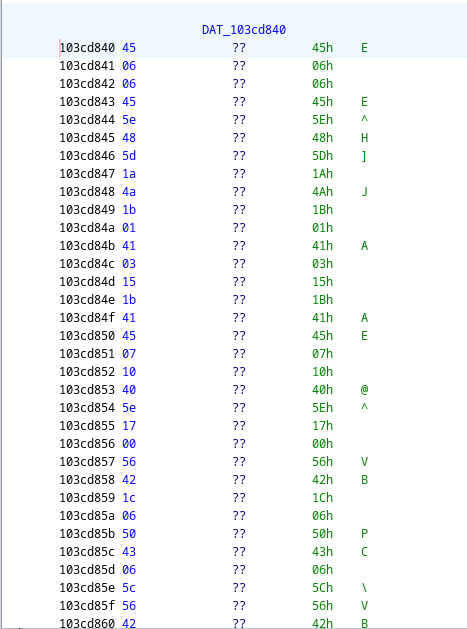 DAT_103cd840
103cd840 45 ?? 45h E
103cd841 06 ?? 06h
103cd842 06 ?? 06h
103cd843 45 ?? 45h E
103cd844 5e ?? 5Eh ^
103cd845 48 ?? 48h H
103cd846 5d ?? 5Dh ]
103cd847 1a ?? 1Ah
103cd848 4a ?? 4Ah J
103cd849 1b ?? 1Bh
103cd84a 01 ?? 01h
103cd84b 41 ?? 41h A
103cd84c 03 ?? 03h
103cd84d 15 ?? 15h
103cd84e 1b ?? 1Bh
103cd84f 41 ?? 41h A
103cd850 45 ?? 45h E
103cd851 07 ?? 07h
103cd852 10 ?? 10h
103cd853 40 ?? 40h @
103cd854 5e ?? 5Eh ^
103cd855 17 ?? 17h
103cd856 00 ?? 00h
103cd857 56 ?? 56h V
103cd858 42 ?? 42h B
103cd859 1c ?? 1Ch
103cd85a 06 ?? 06h
103cd85b 50 ?? 50h P
103cd85c 43 ?? 43h C
103cd85d 06 ?? 06h
103cd85e 5c ?? 5Ch \
103cd85f 56 ?? 56h V
103cd860 42 ?? 42h B